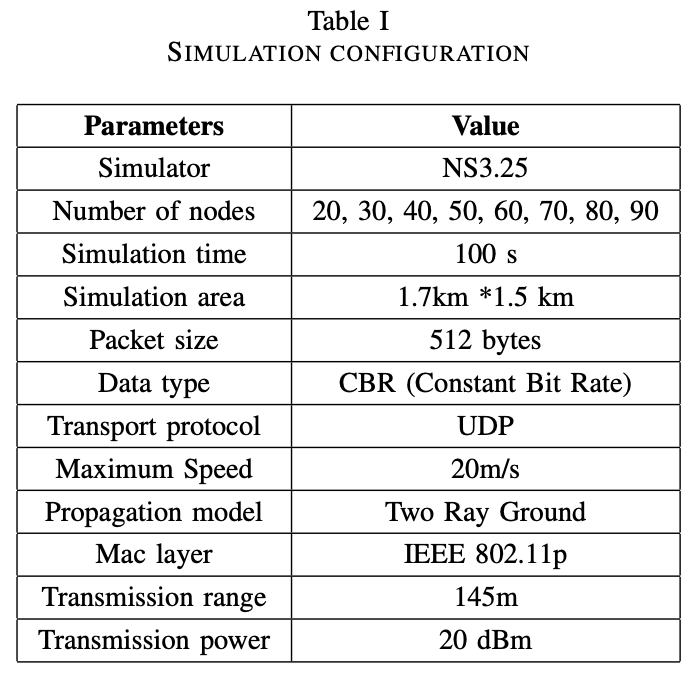 Table I
SIMULATION CONFIGURATION
Parameters Value
Simulator NS3.25
Number of nodes 20, 30, 40, 50, 60, 70, 80, 90
Simulation time 100 s
Simulation area 1.7km *1.5 km
Packet size 512 bytes
Data type CBR (Constant Bit Rate)
Transport protocol UDP
Maximum Speed 20m/s
Propagation model Two Ray Ground
Mac layer IEEE 802.11p
Transmission range 145m
Transmission power 20 dBm